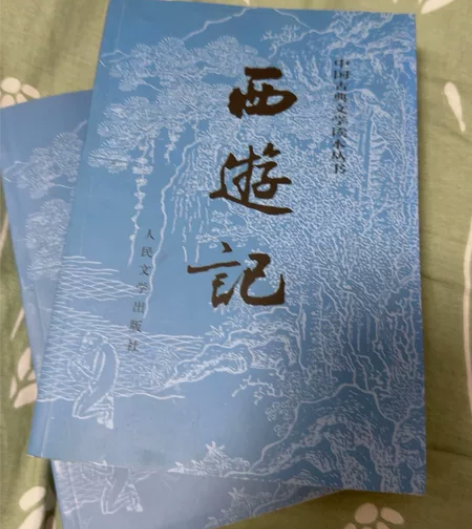 中国古典文学读本丛书
西遊記
人民文学出版社